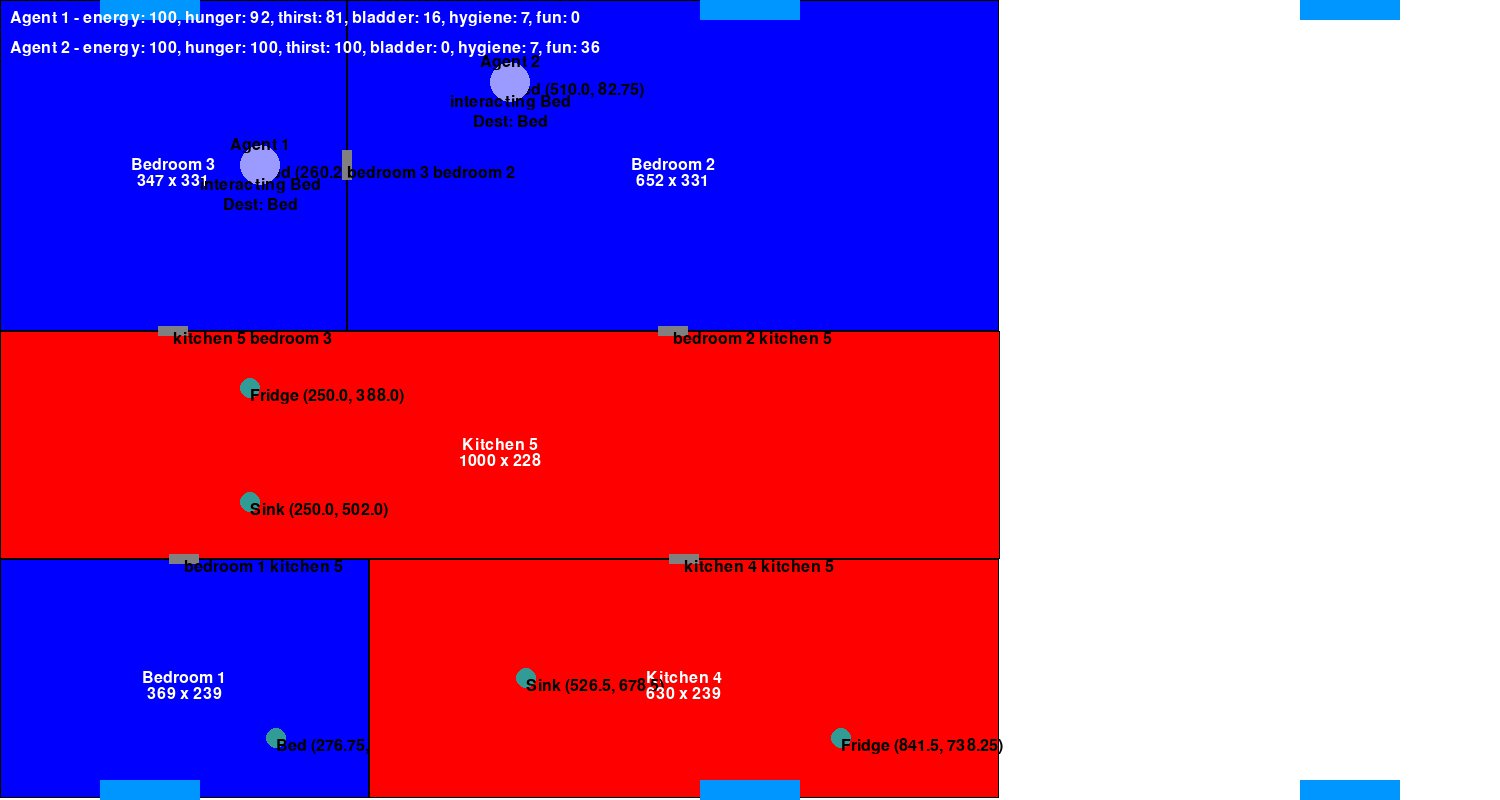 Agent 1 - energy: 100, hunger: 92, thirst: 81, bladder: 16, hygiene: 7, fun: 0
Agent 2 - energy: 100, hunger: 100, thirst: 100, bladder: 0, hygiene: 7, fun: 36
Agent 2
d (510.0, 82.75)
interacting Bed
Dest: Bed
Agent 1
Bedroom 3
347 x 331
d (260.2
bedroom 3 bedroom 2
interacting Bed
Dest: Bed
Bedroom 2
652 x 331
kitchen 5 bedroom 3
bedroom 2 kitchen 5
Fridge (250.0, 388.0)
Kitchen 5
1000 x 228
Sink (250.0, 502.0)
bedroom 1 kitchen 5
kitchen 4 kitchen 5
Bedroom 1
369 x 239
Sink (526.5, 678.5)
Kitchen 4
630 x 239
Bed (276.75,
Fridge (841.5, 738.25)